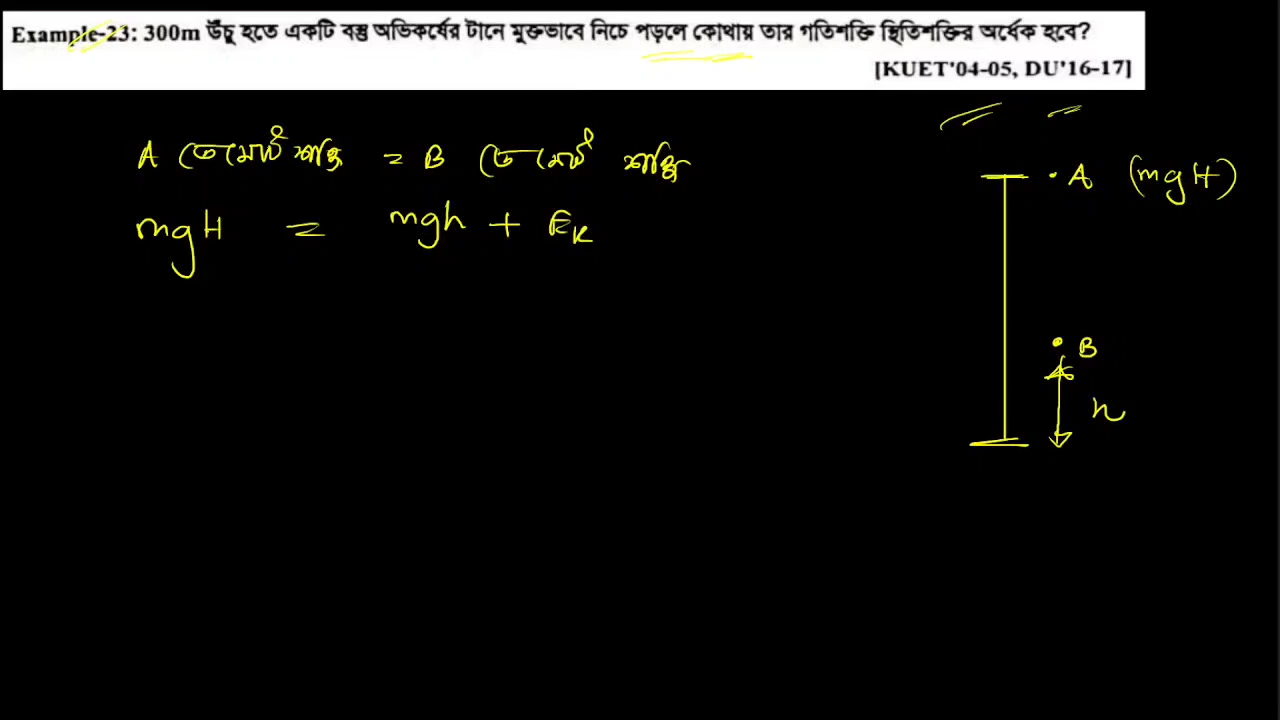 Example-23: 300m উঁচু হতে একটি বস্তু অভিকর্ষের টানে মুক্তভাবে নিচে পড়লে কোথায় তার গতিশক্তি স্থিতিশক্তির অর্ধেক হবে?
[KUET'04-05, DU'16-17]
A তে মোট শক্তি = B তে মোট শক্তি
mgH = mgh + Eₖ
A (mgH)
B
h